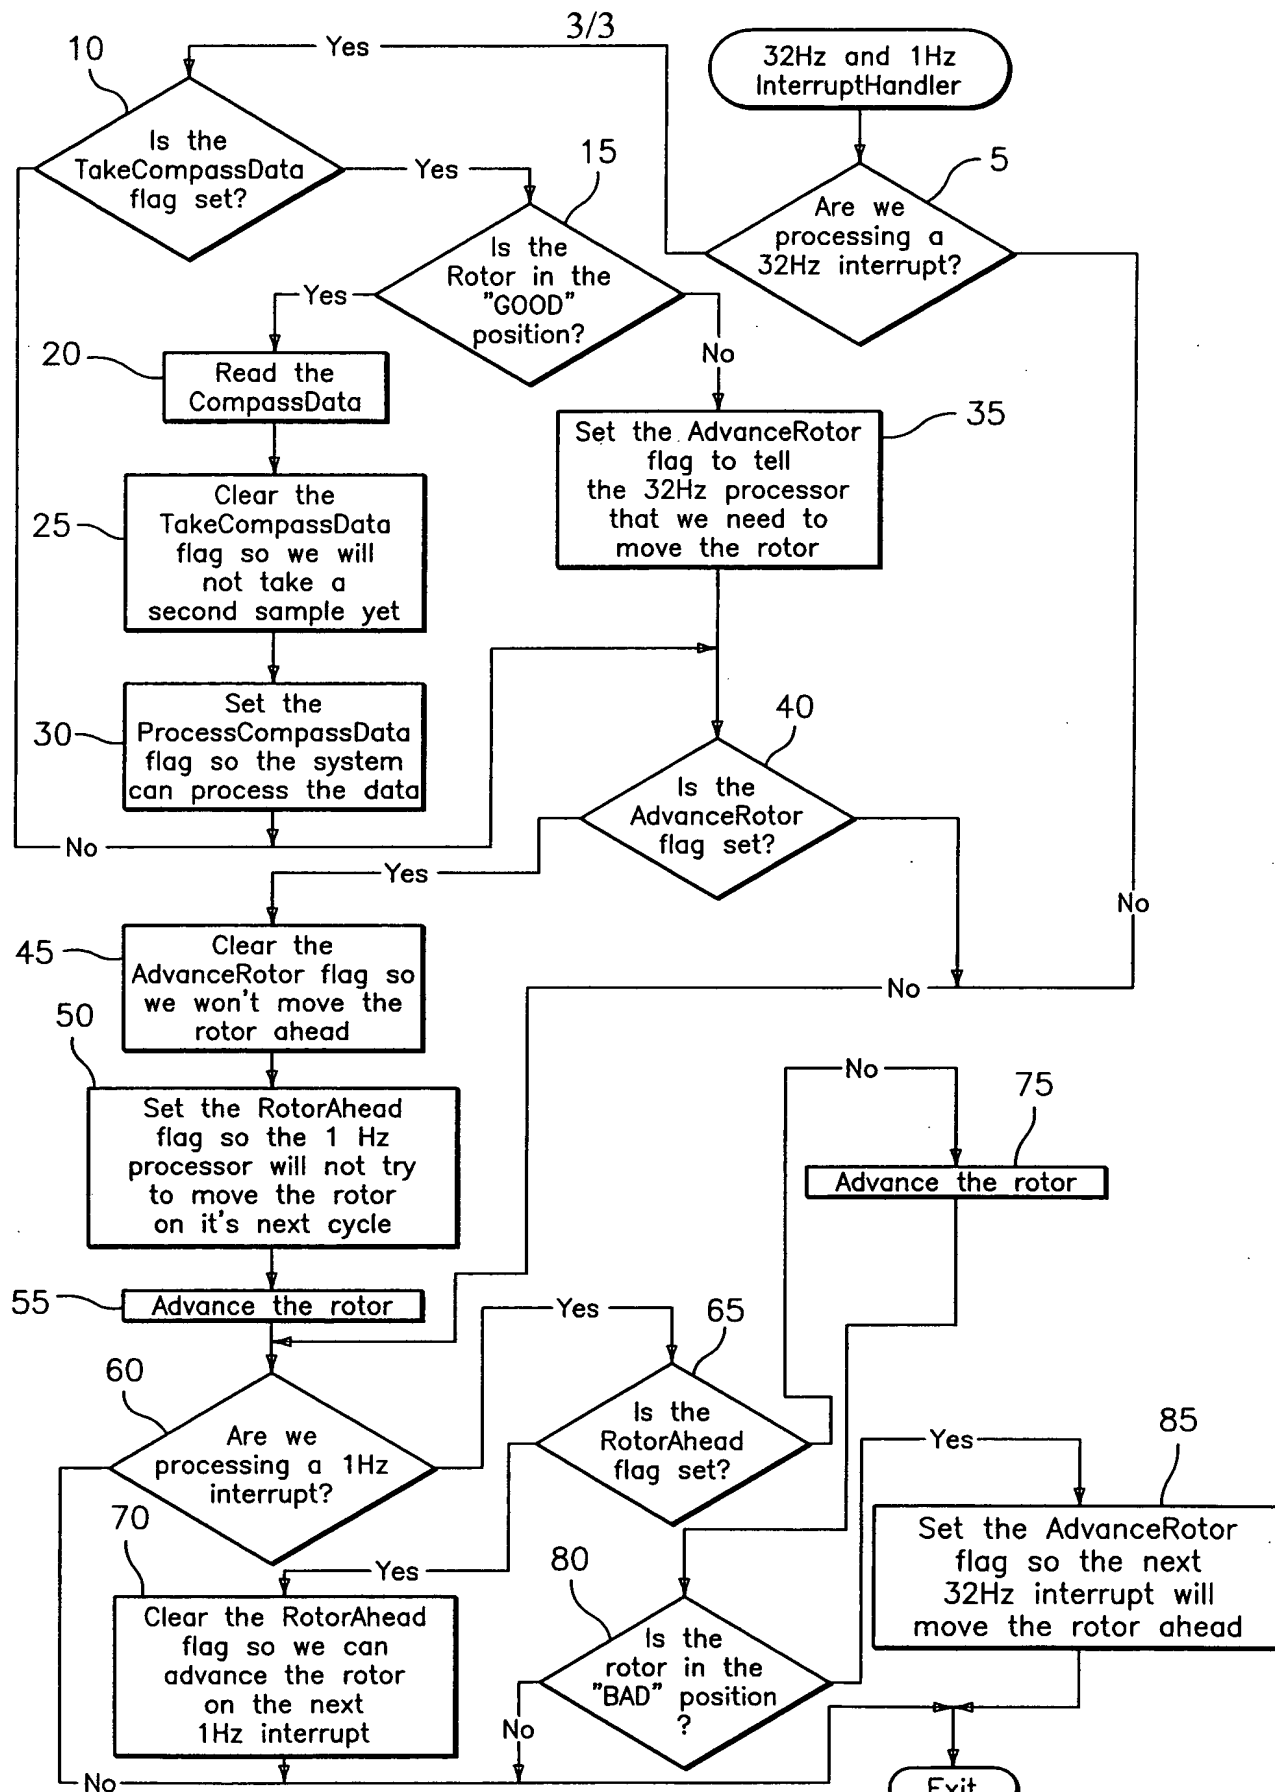 3/3
32Hz and 1Hz
InterruptHandler
5
Are we
processing a
32Hz interrupt?
Yes
10
Is the
TakeCompassData
flag set?
Yes
15
Is the
Rotor in the
"GOOD"
position?
Yes
No
20
Read the
CompassData
35
Set the AdvanceRotor
flag to tell
the 32Hz processor
that we need to
move the rotor
25
Clear the
TakeCompassData
flag so we will
not take a
second sample yet
30
Set the
ProcessCompassData
flag so the system
can process the data
No
40
Is the
AdvanceRotor
flag set?
Yes
No
No
45
Clear the
AdvanceRotor flag so
we won't move the
rotor ahead
50
Set the RotorAhead
flag so the 1 Hz
processor will not try
to move the rotor
on it's next cycle
No
75
Advance the rotor
55
Advance the rotor
Yes
65
Is the
RotorAhead
flag set?
60
Are we
processing a 1Hz
interrupt?
Yes
85
Set the AdvanceRotor
flag so the next
32Hz interrupt will
move the rotor ahead
70
Yes
Clear the RotorAhead
flag so we can
advance the rotor
on the next
1Hz interrupt
80
Is the
rotor in the
"BAD" position
?
No
No
Exit